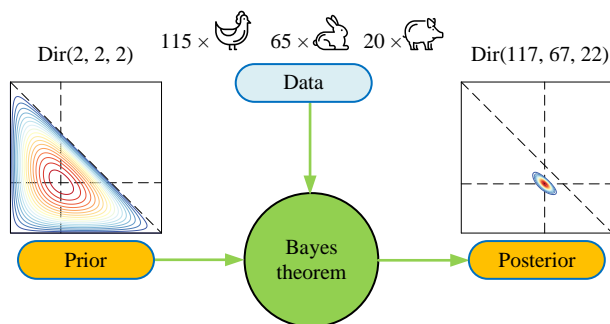 115 × 65 × 20 ×
Dir(2, 2, 2)
Dir(117, 67, 22)
Data
Bayes
theorem
Prior
Posterior